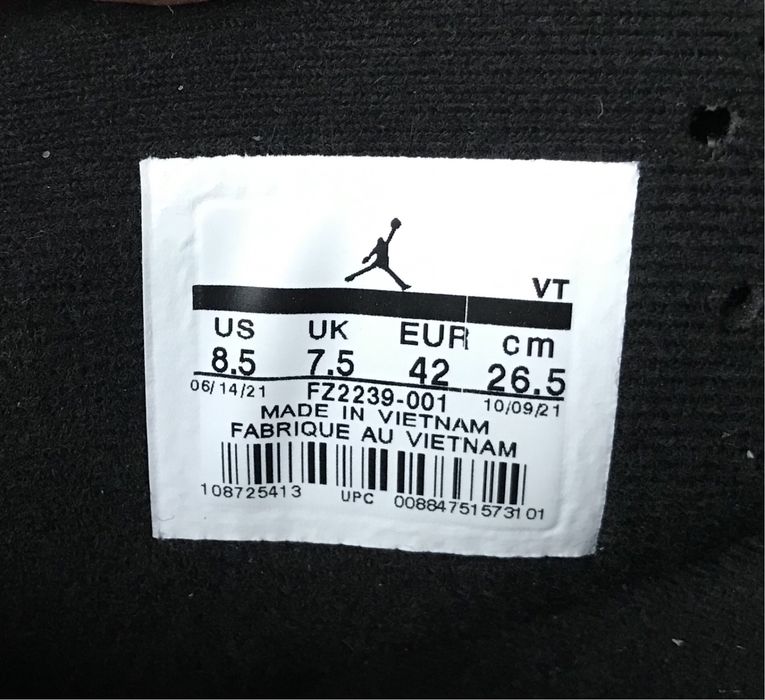 VT
US UK EUR cm
8.5 7.5 42 26.5
06/14/21 FZ2239-001 10/09/21
MADE IN VIETNAM
FABRIQUE AU VIETNAM
108725413 UPC 00884751573101